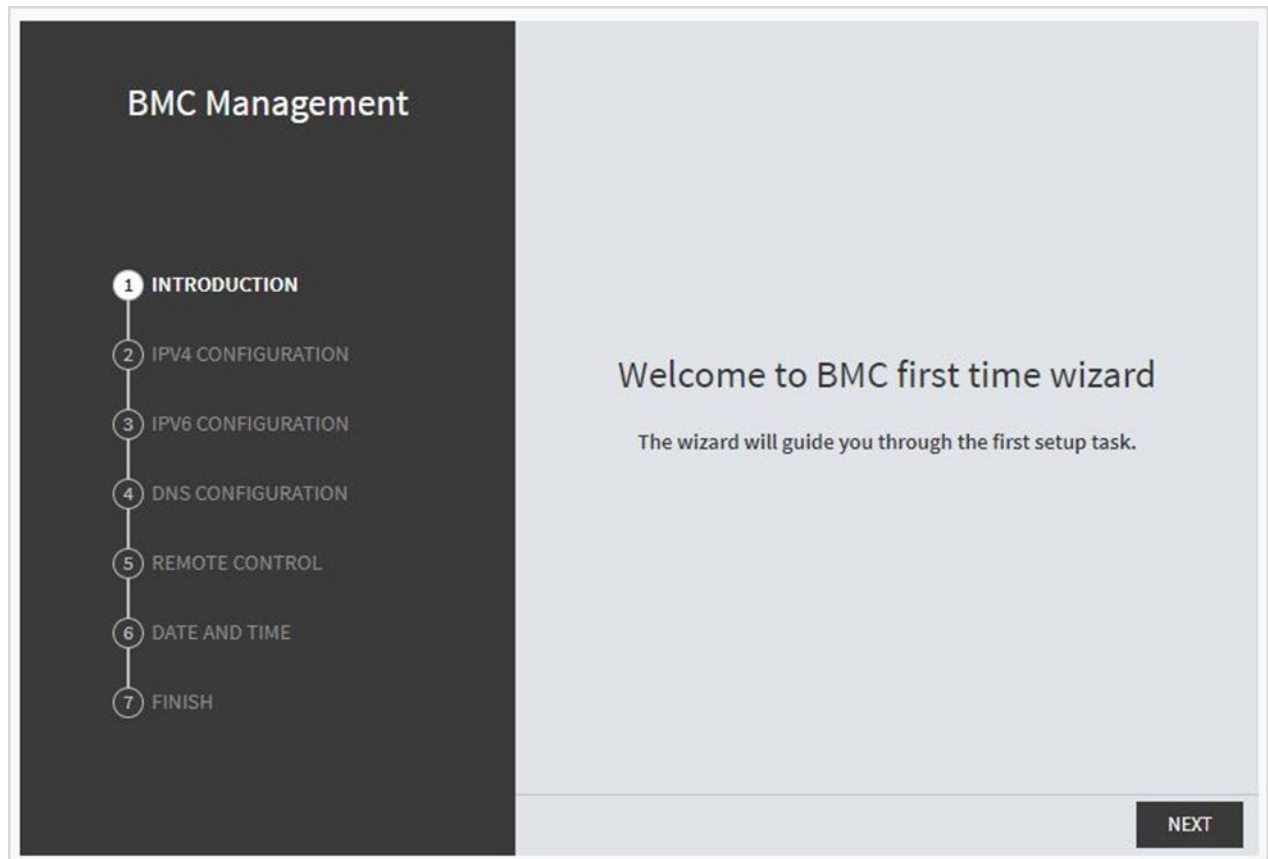 BMC Management
1 INTRODUCTION
2 IPV4 CONFIGURATION
3 IPV6 CONFIGURATION
4 DNS CONFIGURATION
5 REMOTE CONTROL
6 DATE AND TIME
7 FINISH
Welcome to BMC first time wizard
The wizard will guide you through the first setup task.
NEXT